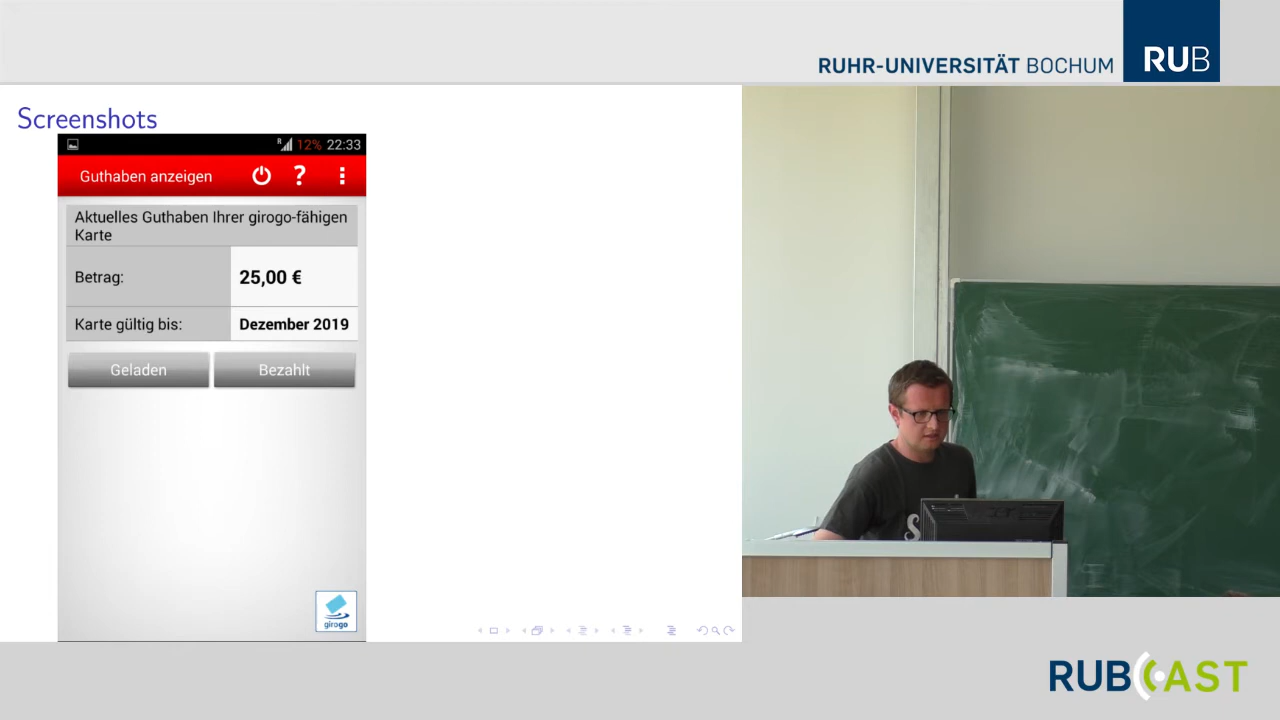 RUHR-UNIVERSITÄT BOCHUM
RUB
Screenshots
R 12% 22:33
Guthaben anzeigen ?
Aktuelles Guthaben Ihrer girogo-fähigen
Karte
Betrag: 25,00 €
Karte gültig bis: Dezember 2019
Geladen Bezahlt
girogo
S
RUBCAST